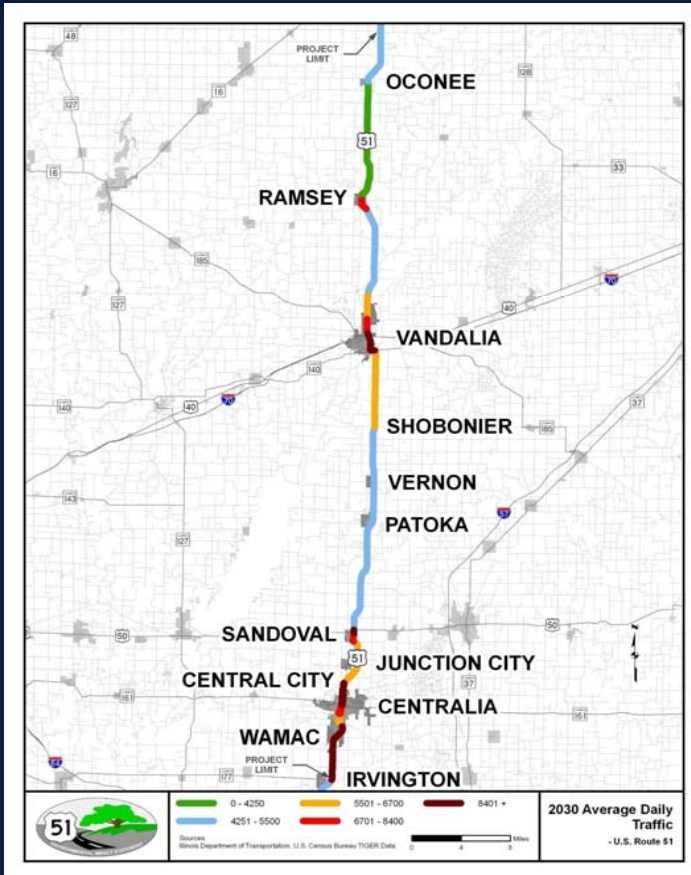 48
PROJECT
LIMIT
OCONEE
128
16
127
51
33
16
RAMSEY
185
70
127
40
VANDALIA
140
37
140
40
70
SHOBONIER
185
VERNON
57
143
PATOKA
127
50
50
SANDOVAL
51
JUNCTION CITY
CENTRAL CITY
37
161
CENTRALIA
161
WAMAC
PROJECT
LIMIT
64
177
IRVINGTON
51
0 - 4250
5501 - 6700
8401 +
4251 - 5500
6701 - 8400
Sources:
Illinois Department of Transportation, U.S. Census Bureau TIGER Data
0
4
8
Miles
2030 Average Daily
Traffic
- U.S. Route 51